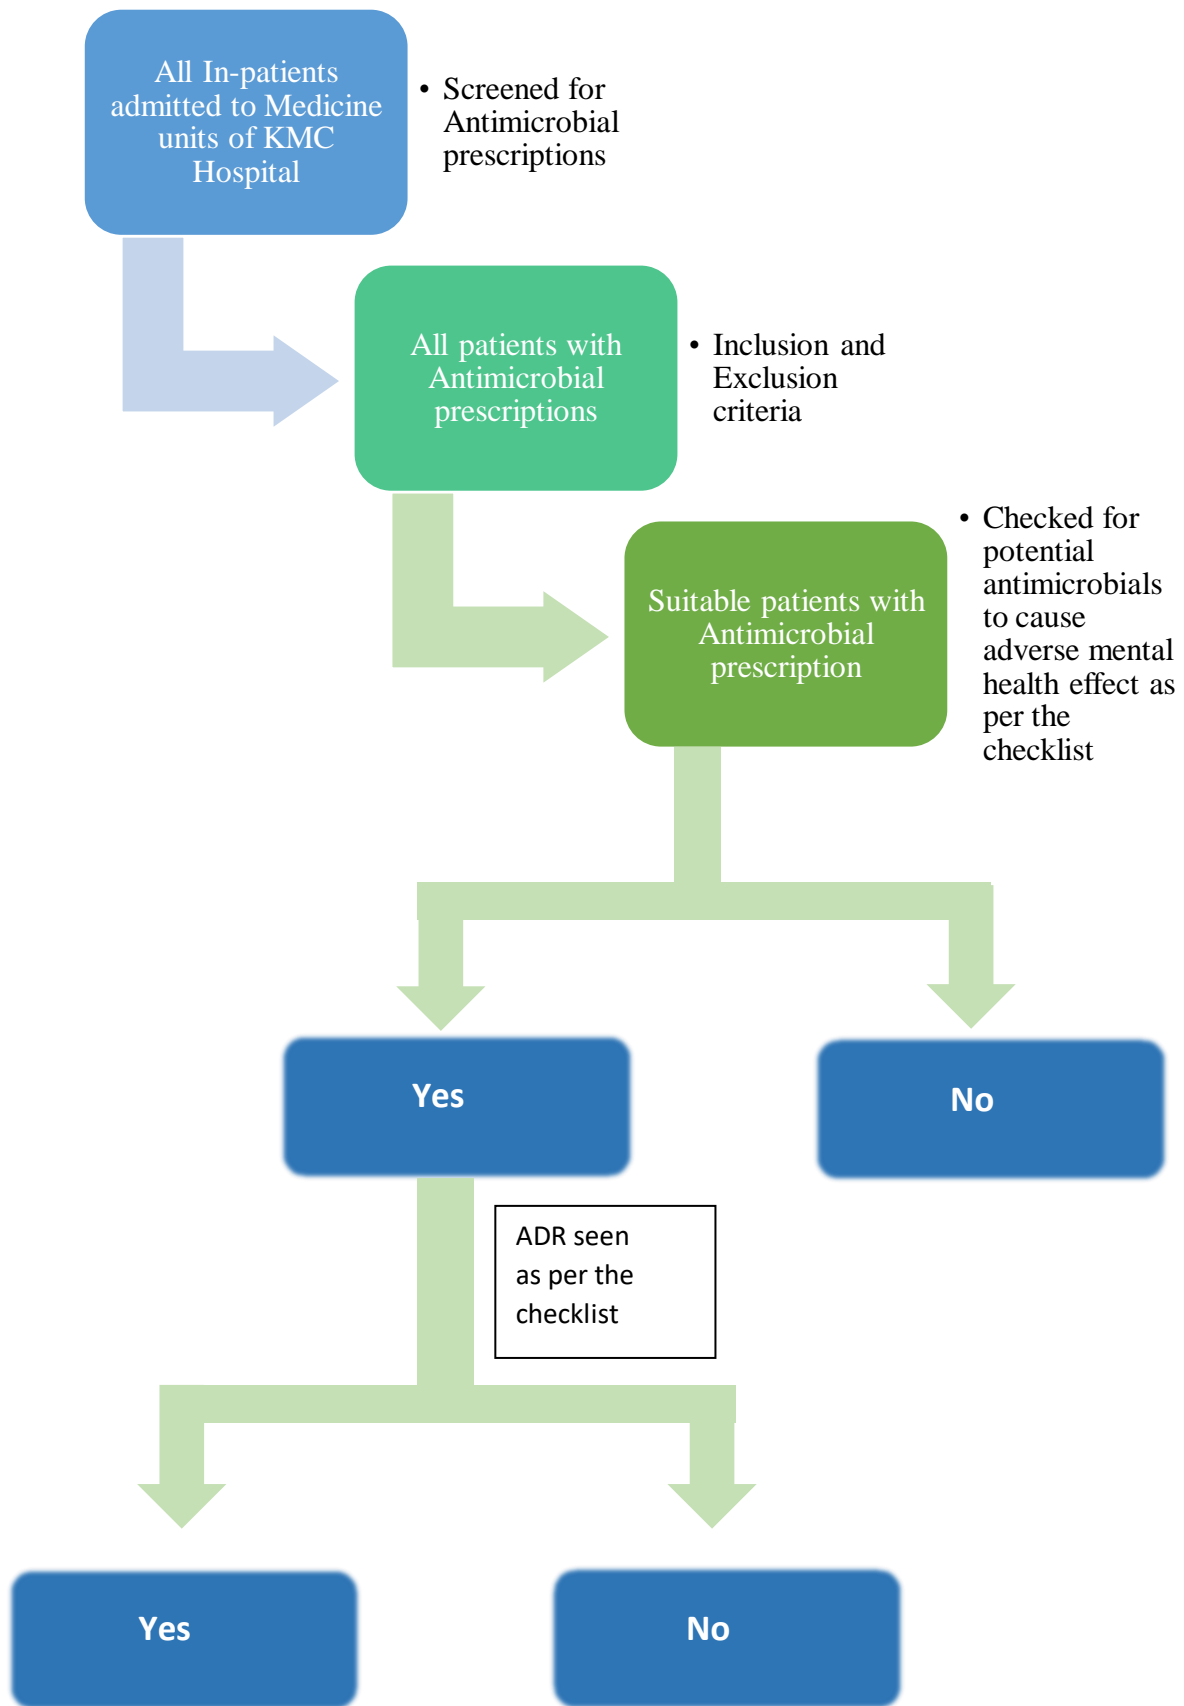 All In-patients
admitted to Medicine
units of KMC
Hospital
• Screened for
Antimicrobial
prescriptions
All patients with
Antimicrobial
prescriptions
• Inclusion and
Exclusion
criteria
Suitable patients with
Antimicrobial
prescription
• Checked for
potential
antimicrobials
to cause
adverse mental
health effect as
per the
checklist
Yes
No
ADR seen
as per the
checklist
Yes
No